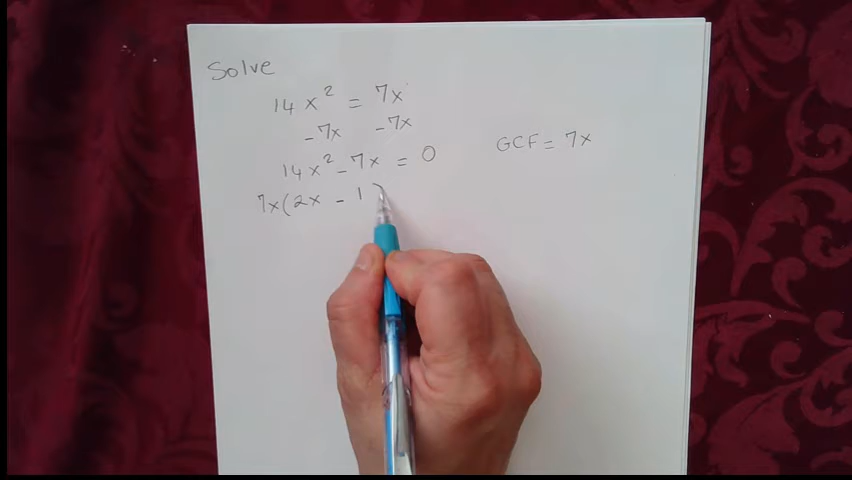 Solve
14x² = 7x
-7x -7x
14x² - 7x = 0
GCF = 7x
7x(2x - 1)